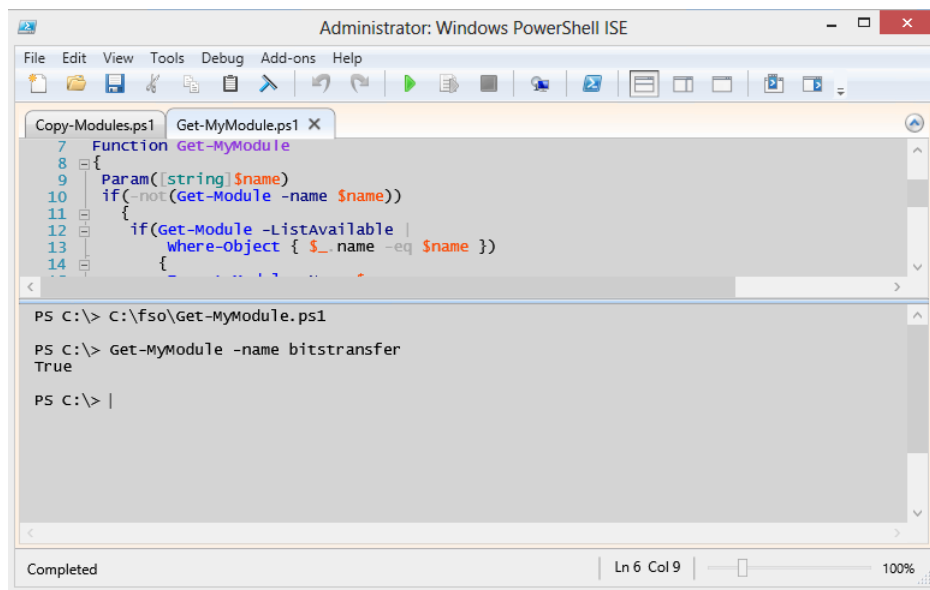 Administrator: Windows PowerShell ISE
File Edit View Tools Debug Add-ons Help
Copy-Modules.ps1 Get-MyModule.ps1 X
7 Function Get-MyModule
8 {
9 Param([string]$name)
10 if(-not(Get-Module -name $name))
11 {
12 if(Get-Module -ListAvailable |
13 Where-Object { $_.name -eq $name })
14 {
PS C:\> C:\fso\Get-MyModule.ps1
PS C:\> Get-MyModule -name bitstransfer
True
PS C:\> |
Completed Ln 6 Col 9 100%